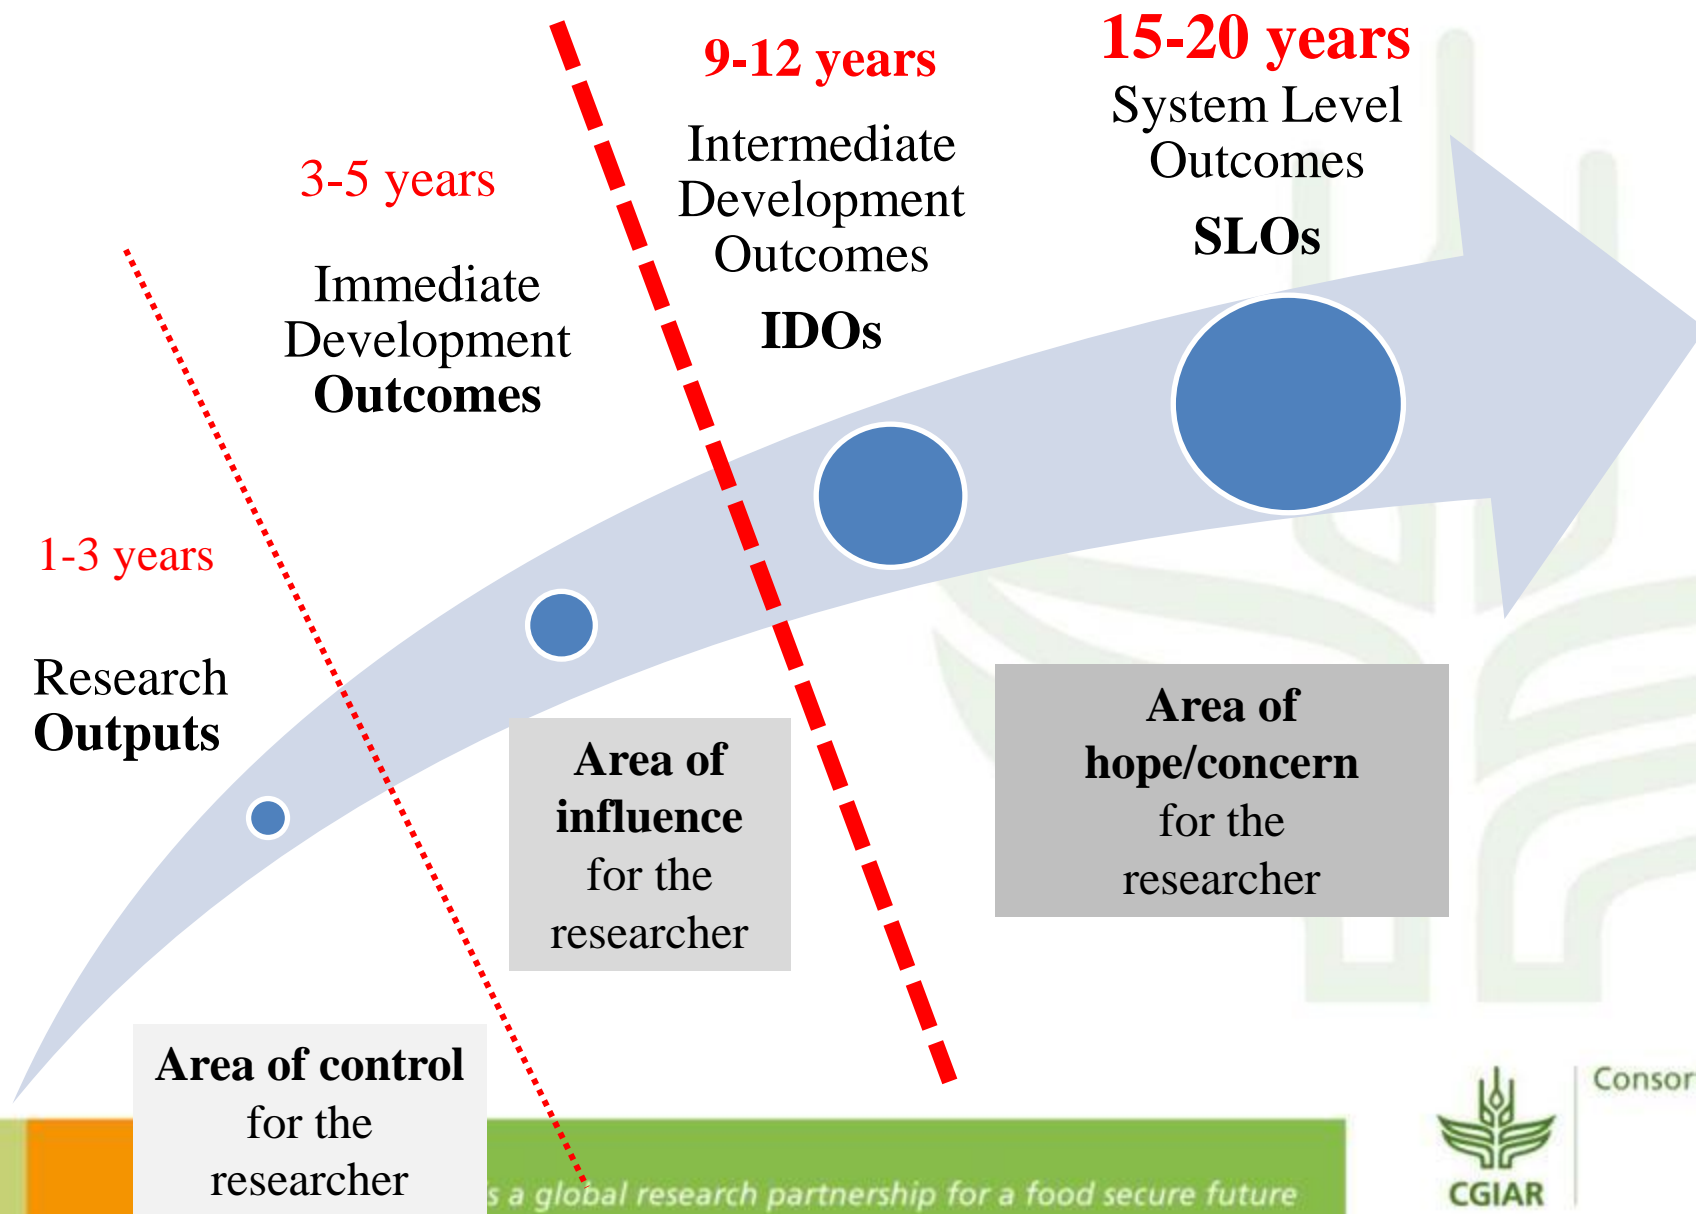 15-20 years
System Level
Outcomes
SLOs
9-12 years
Intermediate
Development
Outcomes
IDOs
3-5 years
Immediate
Development
Outcomes
1-3 years
Research
Outputs
Area of
influence
for the
researcher
Area of
hope/concern
for the
researcher
Area of control
for the
researcher
a global research partnership for a food secure future
CGIAR